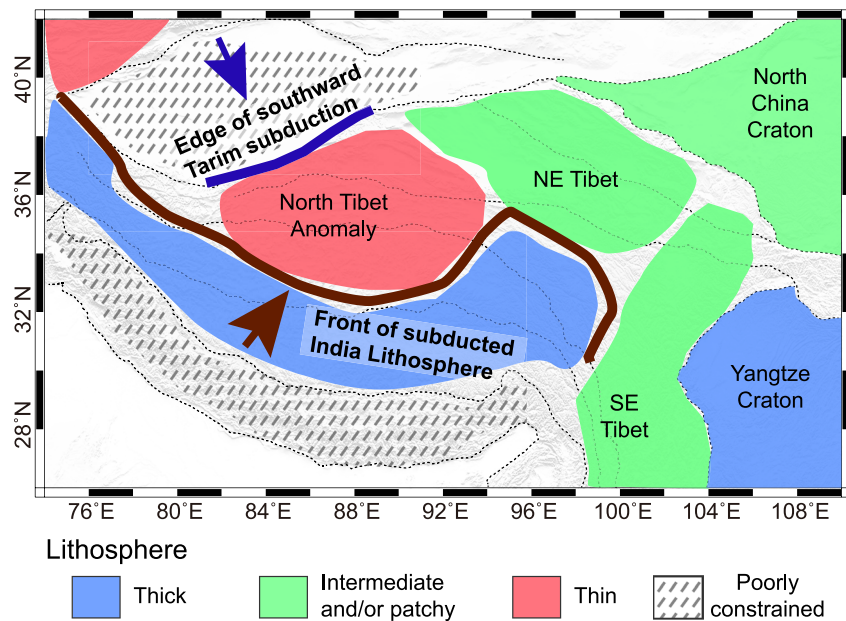 40°N
36°N
32°N
28°N
Edge of southward
Tarim subduction
North
China
Craton
NE Tibet
North Tibet
Anomaly
Front of subducted
India Lithosphere
Yangtze
Craton
SE
Tibet
76°E 80°E 84°E 88°E 92°E 96°E 100°E 104°E 108°E
Lithosphere
Thick
Intermediate
and/or patchy
Thin
Poorly
constrained